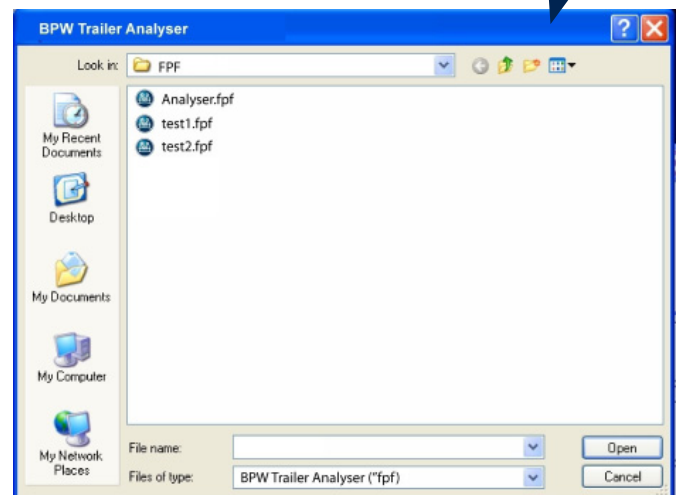 BPW Trailer Analyser
Look in: FPF
Analyser.fpf
test1.fpf
test2.fpf
My Recent
Documents
Desktop
My Documents
My Computer
My Network
Places
File name:
Open
Files of type: BPW Trailer Analyser ("fpf)
Cancel